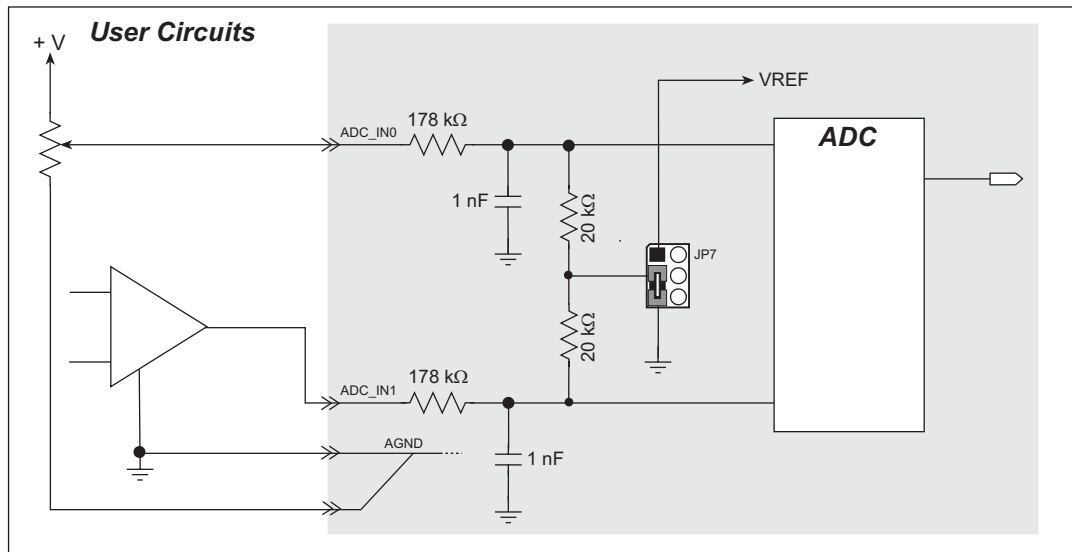 User Circuits
+ V
VREF
178 kΩ
ADC_IN0
ADC
1 nF
20 kΩ
JP7
20 kΩ
178 kΩ
ADC_IN1
AGND
1 nF